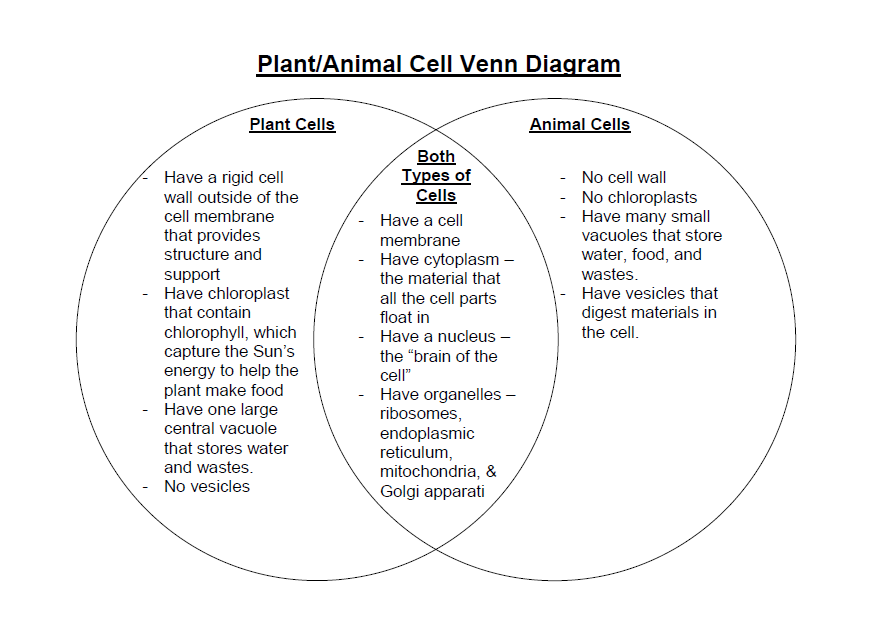 Plant/Animal Cell Venn Diagram
Plant Cells
- Have a rigid cell
wall outside of the
cell membrane
that provides
structure and
support
- Have chloroplast
that contain
chlorophyll, which
capture the Sun’s
energy to help the
plant make food
- Have one large
central vacuole
that stores water
and wastes.
- No vesicles
Both
Types of
Cells
- Have a cell
membrane
- Have cytoplasm –
the material that
all the cell parts
float in
- Have a nucleus –
the “brain of the
cell”
- Have organelles –
ribosomes,
endoplasmic
reticulum,
mitochondria, &
Golgi apparati
Animal Cells
- No cell wall
- No chloroplasts
- Have many small
vacuoles that store
water, food, and
wastes.
- Have vesicles that
digest materials in
the cell.